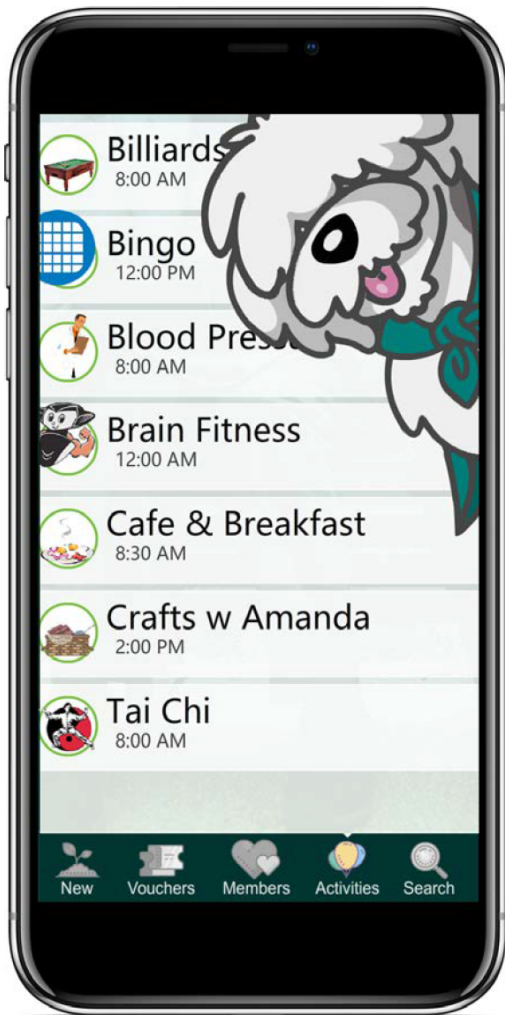 Billiards
8:00 AM
Bingo
12:00 PM
Blood
8:00 AM
Brain Fitness
12:00 AM
Cafe & Breakfast
8:30 AM
Crafts w Amanda
2:00 PM
Tai Chi
8:00 AM
New Vouchers Members Activities Search